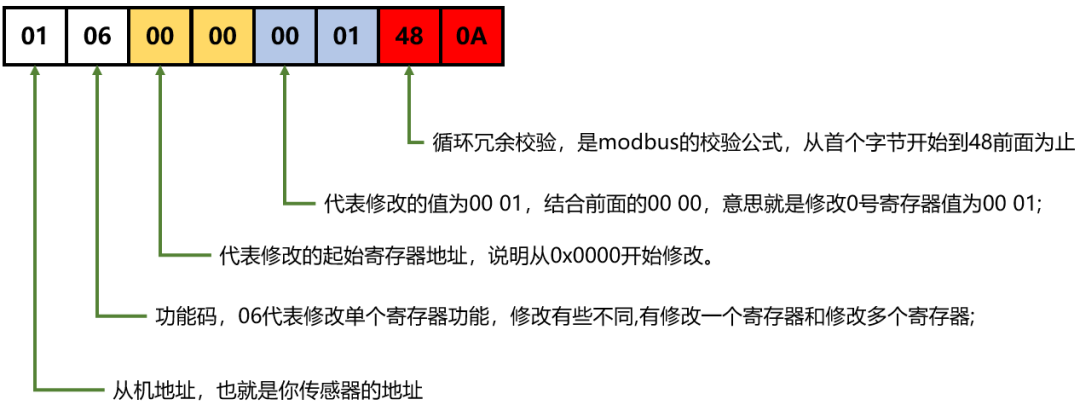 01 06 00 00 00 01 48 0A
循环冗余校验，是modbus的校验公式，从首个字节开始到48前面为止
代表修改的值为00 01，结合前面的00 00，意思就是修改0号寄存器值为00 01;
代表修改的起始寄存器地址，说明从0x0000开始修改。
功能码，06代表修改单个寄存器功能，修改有些不同,有修改一个寄存器和修改多个寄存器;
从机地址，也就是你传感器的地址